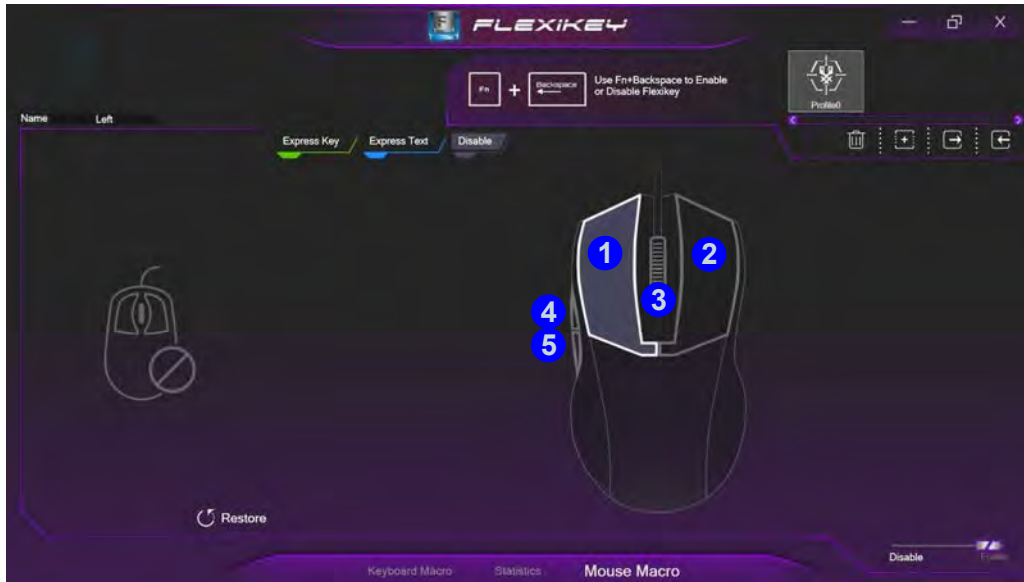 FLEXIKEY
Fn + Backspace Use Fn+Backspace to Enable
or Disable Flexikey
Profile0
Name Left
Express Key Express Text Disable
1
2
3
4
5
Restore
Disable Enable
Keyboard Macro Statistics Mouse Macro